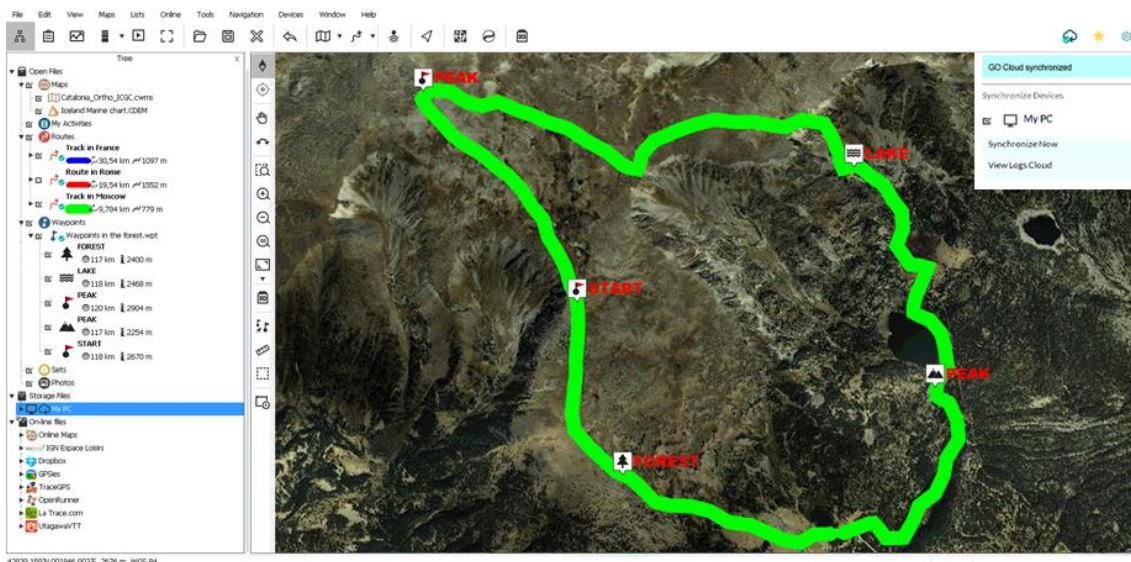 File Edit View Maps Lists Online Tools Navigation Devices Window Help
Tree X
Open Files
Maps
Catalonia_Ortho_ICGC.cwms
Iceland Marine chart.CDEM
My Activities
Routes
Track in France
30,54 km 1097 m
Route in Rome
19,54 km 1552 m
Track in Moscow
9,704 km 779 m
Waypoints
Waypoints in the forest.wpt
FOREST
117 km 2400 m
LAKE
118 km 2468 m
PEAK
120 km 2904 m
PEAK
117 km 2254 m
START
118 km 2670 m
Sets
Photos
Storage Files
My PC
On-line files
Online Maps
IGN Espace Loisirs
Dropbox
GPSies
TraceGPS
OpenRunner
La Trace.com
UtagawaVTT
PEAK
LAKE
START
PEAK
FOREST
GO Cloud synchronized
Synchronize Devices
My PC
Synchronize Now
View Logs Cloud